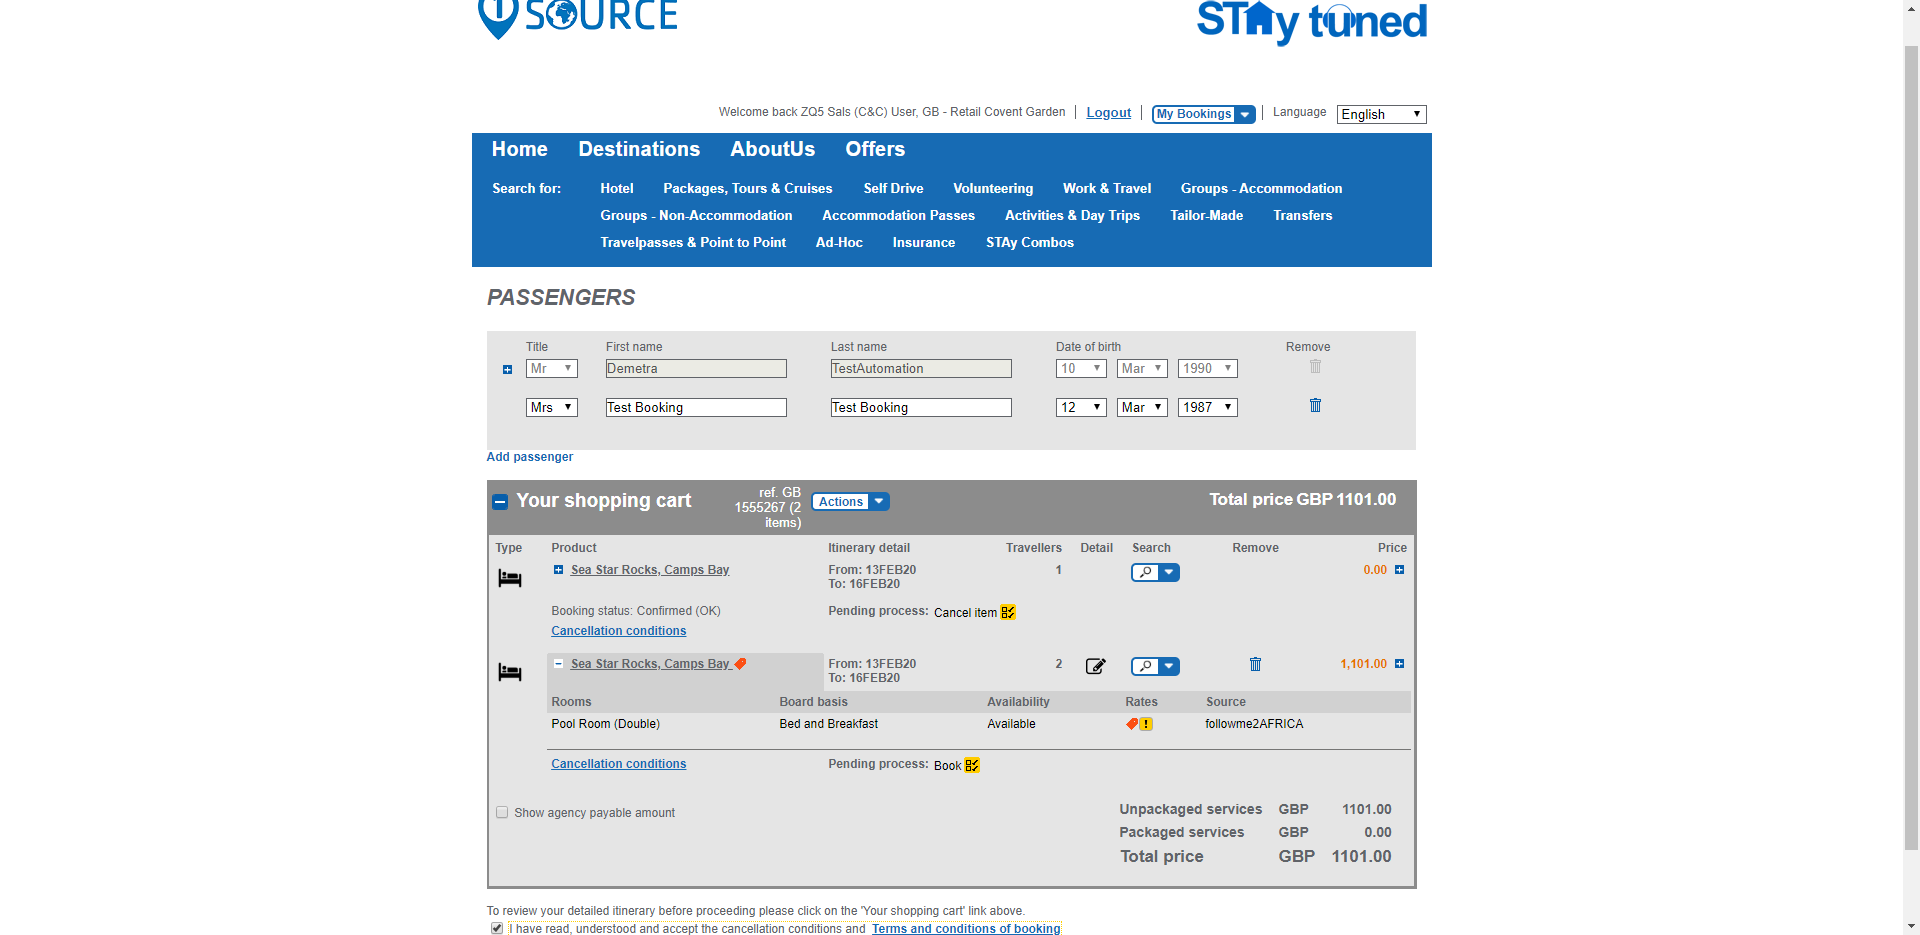 1SOURCE
STAy tuned
Welcome back ZQ5 Sals (C&C) User, GB - Retail Covent Garden | Logout | My Bookings | Language English
Home Destinations AboutUs Offers
Search for: Hotel Packages, Tours & Cruises Self Drive Volunteering Work & Travel Groups - Accommodation
Groups - Non-Accommodation Accommodation Passes Activities & Day Trips Tailor-Made Transfers
Travelpasses & Point to Point Ad-Hoc Insurance STAy Combos
PASSENGERS
Title First name Last name Date of birth Remove
Mr Demetra TestAutomation 10 Mar 1990
Mrs Test Booking Test Booking 12 Mar 1987
Add passenger
Your shopping cart
ref. GB
1555267 (2
items)
Actions
Total price GBP 1101.00
Type Product Itinerary detail Travellers Detail Search Remove Price
Sea Star Rocks, Camps Bay From: 13FEB20 1 0.00
To: 16FEB20
Booking status: Confirmed (OK) Pending process: Cancel item
Cancellation conditions
Sea Star Rocks, Camps Bay From: 13FEB20 2 1,101.00
To: 16FEB20
Rooms Board basis Availability Rates Source
Pool Room (Double) Bed and Breakfast Available ! followme2AFRICA
Cancellation conditions Pending process: Book
Show agency payable amount
Unpackaged services GBP 1101.00
Packaged services GBP 0.00
Total price GBP 1101.00
To review your detailed itinerary before proceeding please click on the 'Your shopping cart' link above.
I have read, understood and accept the cancellation conditions and Terms and conditions of booking